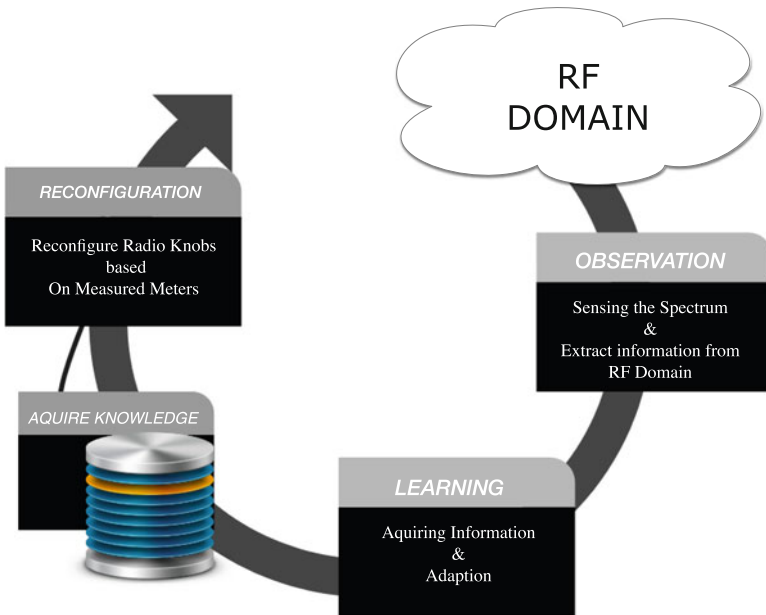 RF
DOMAIN
RECONFIGURATION
Reconfigure Radio Knobs
based
On Measured Meters
OBSERVATION
Sensing the Spectrum
&
Extract information from
RF Domain
AQUIRE KNOWLEDGE
LEARNING
Aquiring Information
&
Adaption